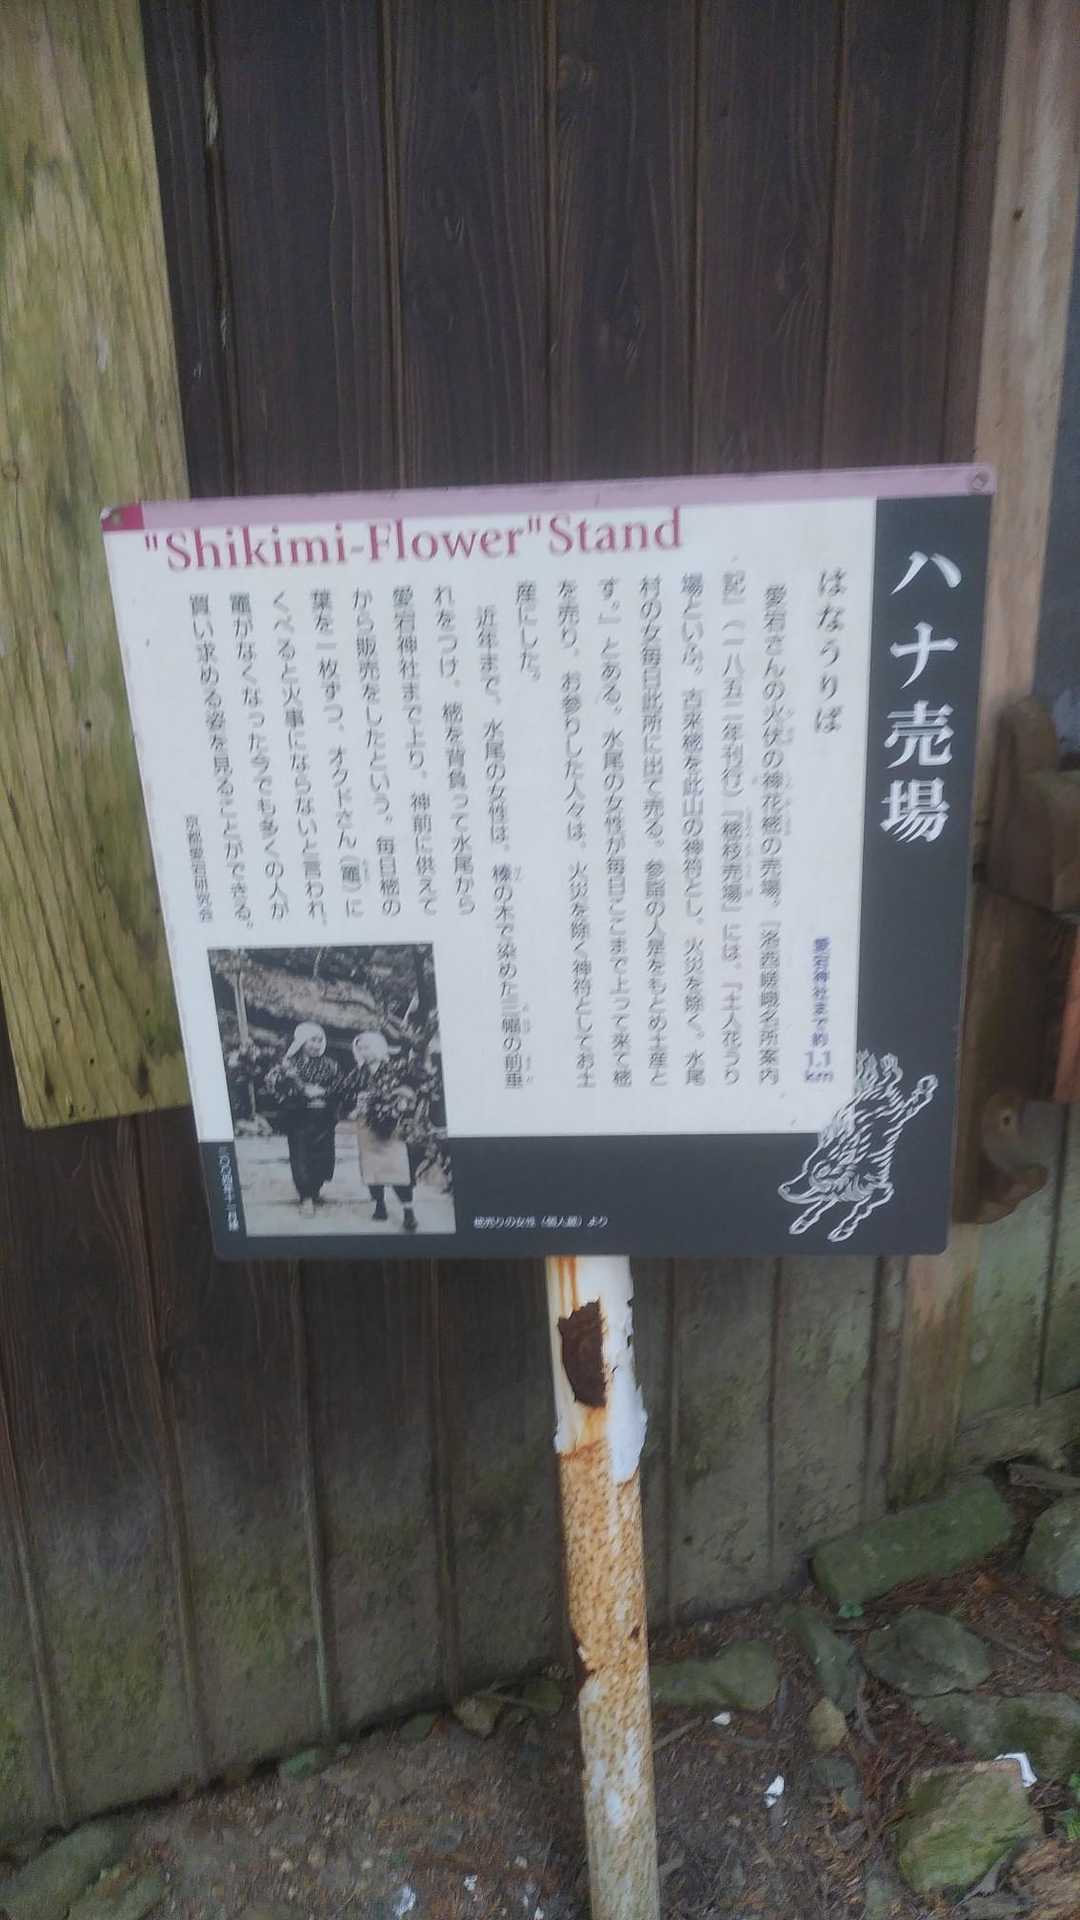 ハナ売場
"Shikimi-Flower" Stand
はなうりば
愛宕神社まで約1.1km
愛宕さんの火伏の神花樒の売場。『洛西嵯峨名所案内
記』(一八五二年刊行)『樒枝売場』には、『土人花うり
場といふ。古来樒を此山の神符とし、火災を除く。水尾
村の女毎日此所に出て売る。参詣の人是をもとめ土産と
す。』とある。水尾の女性が毎日ここまで上って来て樒
を売り、お参りした人々は、火災を除く神符としてお土
産にした。
近年まで、水尾の女性は、榛の木で染めた三幅の前垂
れをつけ、樒を背負って水尾から
愛宕神社まで上り、神前に供えて
から販売をしたという。毎日樒の
葉を一枚ずつ、オクドさん(竈)に
くべると火事にならないと言われ、
竈がなくなった今でも多くの人が
買い求める姿を見ることができる。
京都愛宕研究会
樒売りの女性(個人蔵)より
二〇〇四年十二月